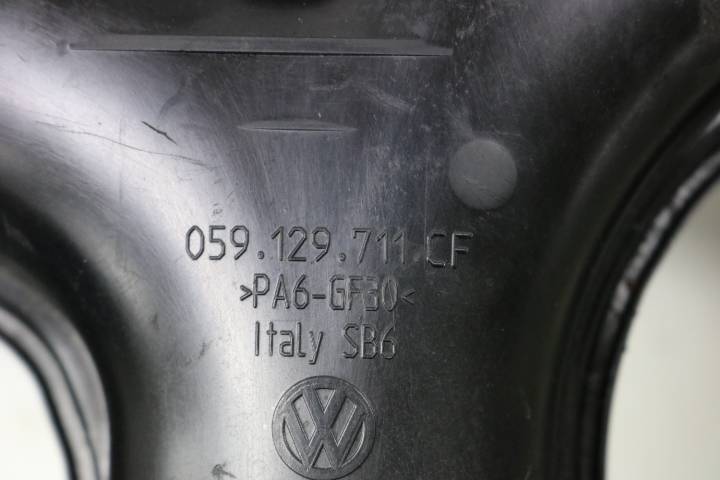 059.129.711.CF
>PA6-GF30<
Italy SB6
VW